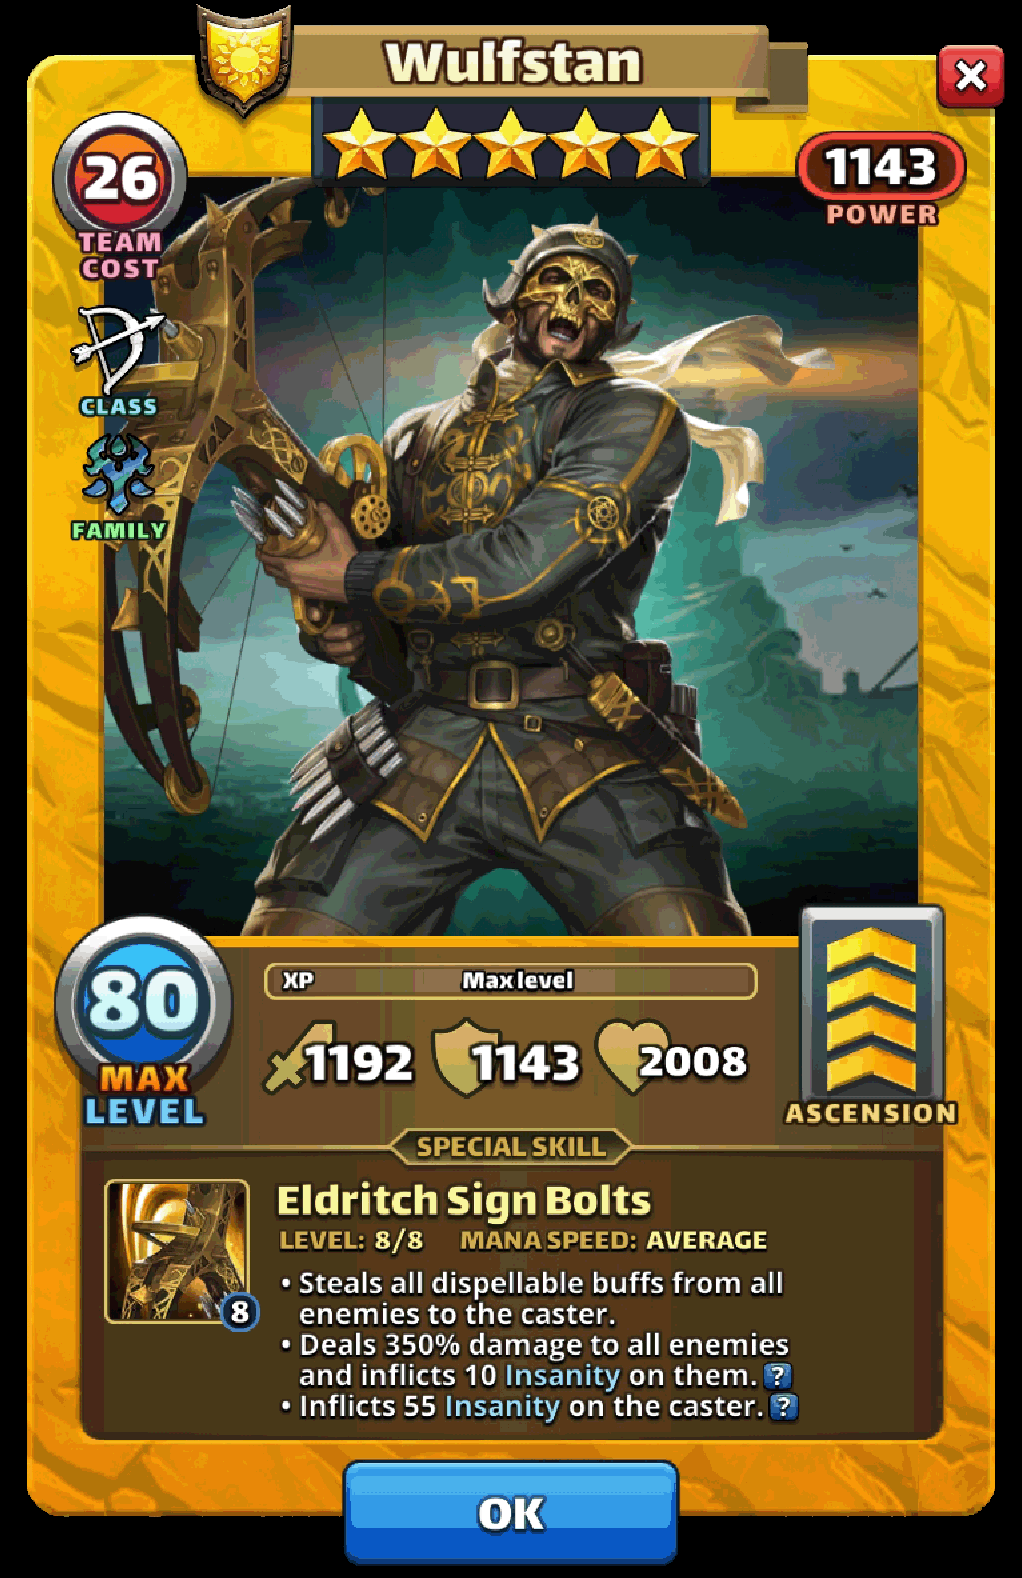 Wulfstan
26
TEAM
COST
1143
POWER
CLASS
FAMILY
80
MAX
LEVEL
XP Max level
1192 1143 2008
ASCENSION
SPECIAL SKILL
Eldritch Sign Bolts
LEVEL: 8/8 MANA SPEED: AVERAGE
8
• Steals all dispellable buffs from all
enemies to the caster.
• Deals 350% damage to all enemies
and inflicts 10 Insanity on them. ?
• Inflicts 55 Insanity on the caster. ?
OK